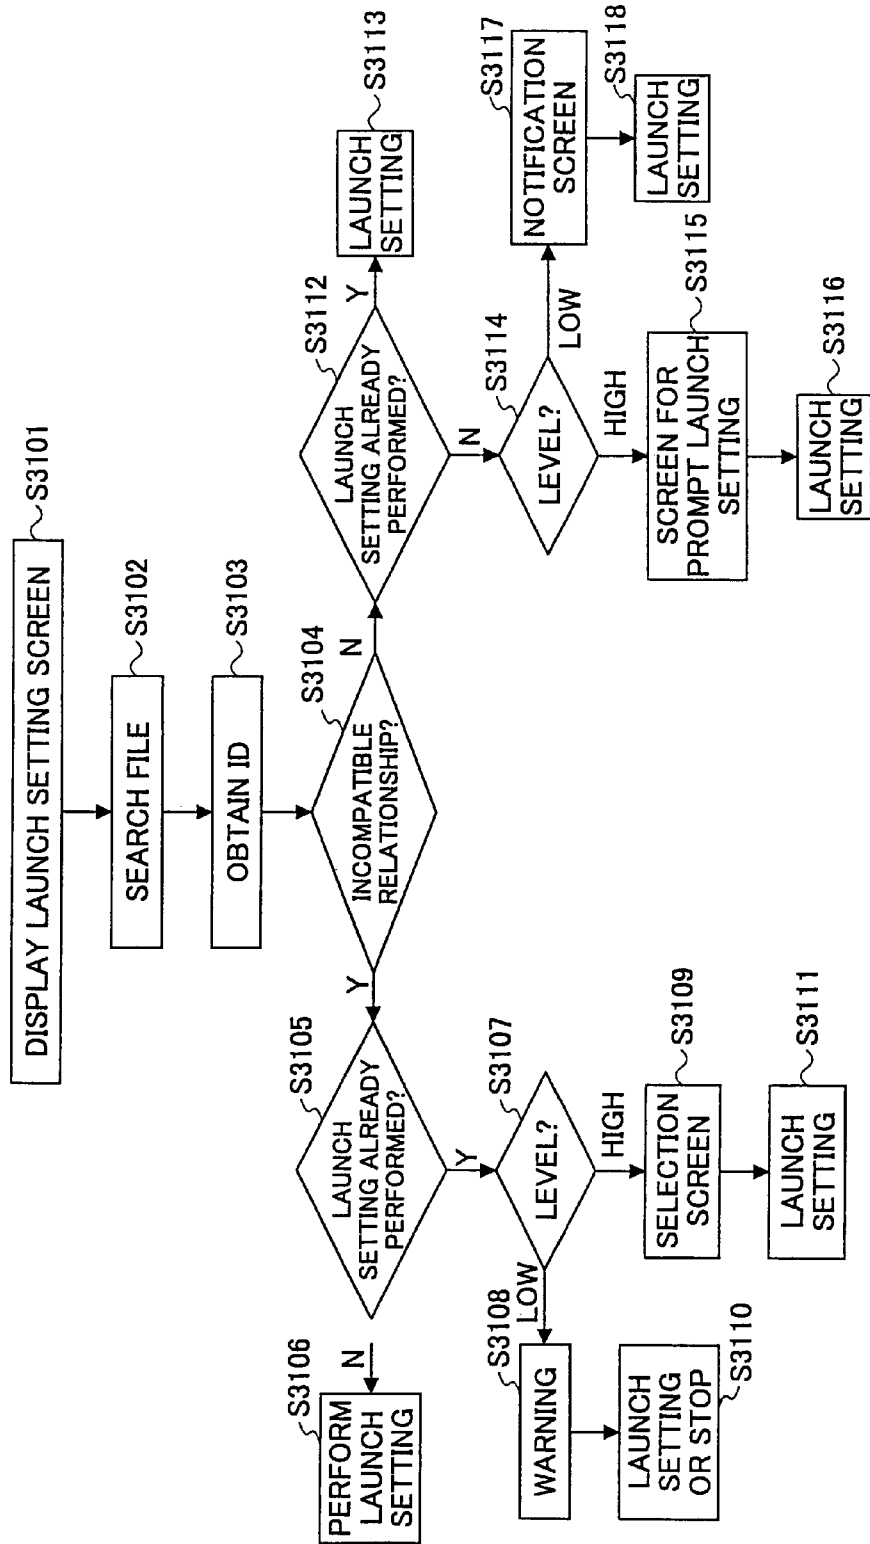 DISPLAY LAUNCH SETTING SCREEN
S3101
SEARCH FILE
S3102
OBTAIN ID
S3103
INCOMPATIBLE
RELATIONSHIP?
S3104
Y
N
LAUNCH
SETTING ALREADY
PERFORMED?
S3105
N
Y
PERFORM
LAUNCH
SETTING
S3106
LEVEL?
S3107
LOW
HIGH
WARNING
S3108
SELECTION
SCREEN
S3109
LAUNCH
SETTING
OR STOP
S3110
LAUNCH
SETTING
S3111
LAUNCH
SETTING ALREADY
PERFORMED?
S3112
Y
N
LAUNCH
SETTING
S3113
LEVEL?
S3114
LOW
HIGH
SCREEN FOR
PROMPT LAUNCH
SETTING
S3115
LAUNCH
SETTING
S3116
NOTIFICATION
SCREEN
S3117
LAUNCH
SETTING
S3118